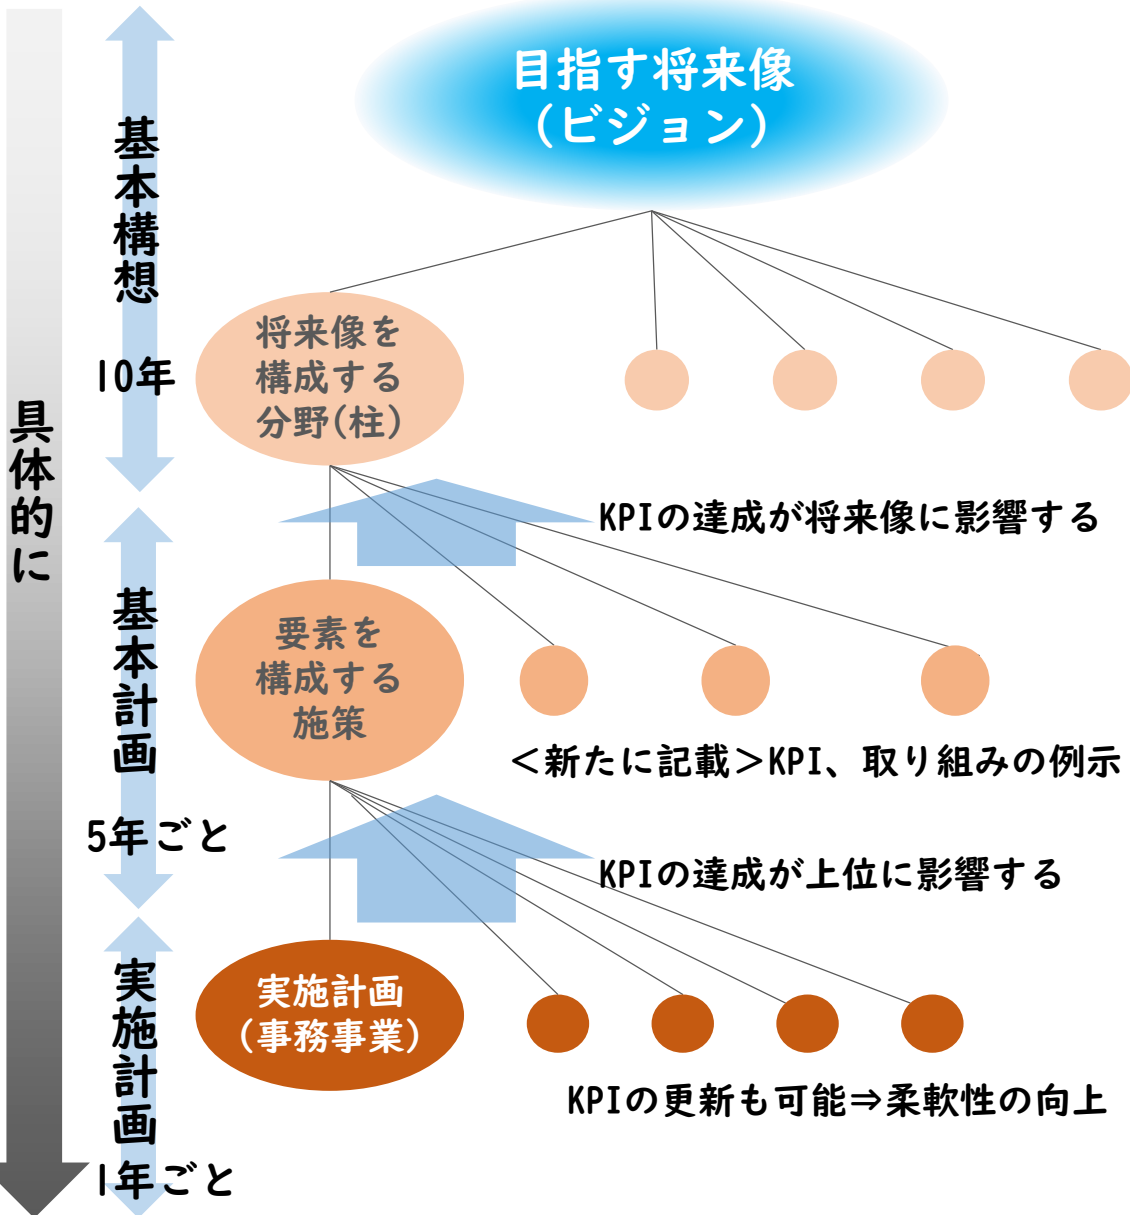 目指す将来像
(ビジョン)
基本構想
10年
将来像を
構成する
分野(柱)
具体的に
KPIの達成が将来像に影響する
基本計画
5年ごと
要素を
構成する
施策
<新たに記載>KPI、取り組みの例示
KPIの達成が上位に影響する
実施計画
1年ごと
実施計画
(事務事業)
KPIの更新も可能⇒柔軟性の向上